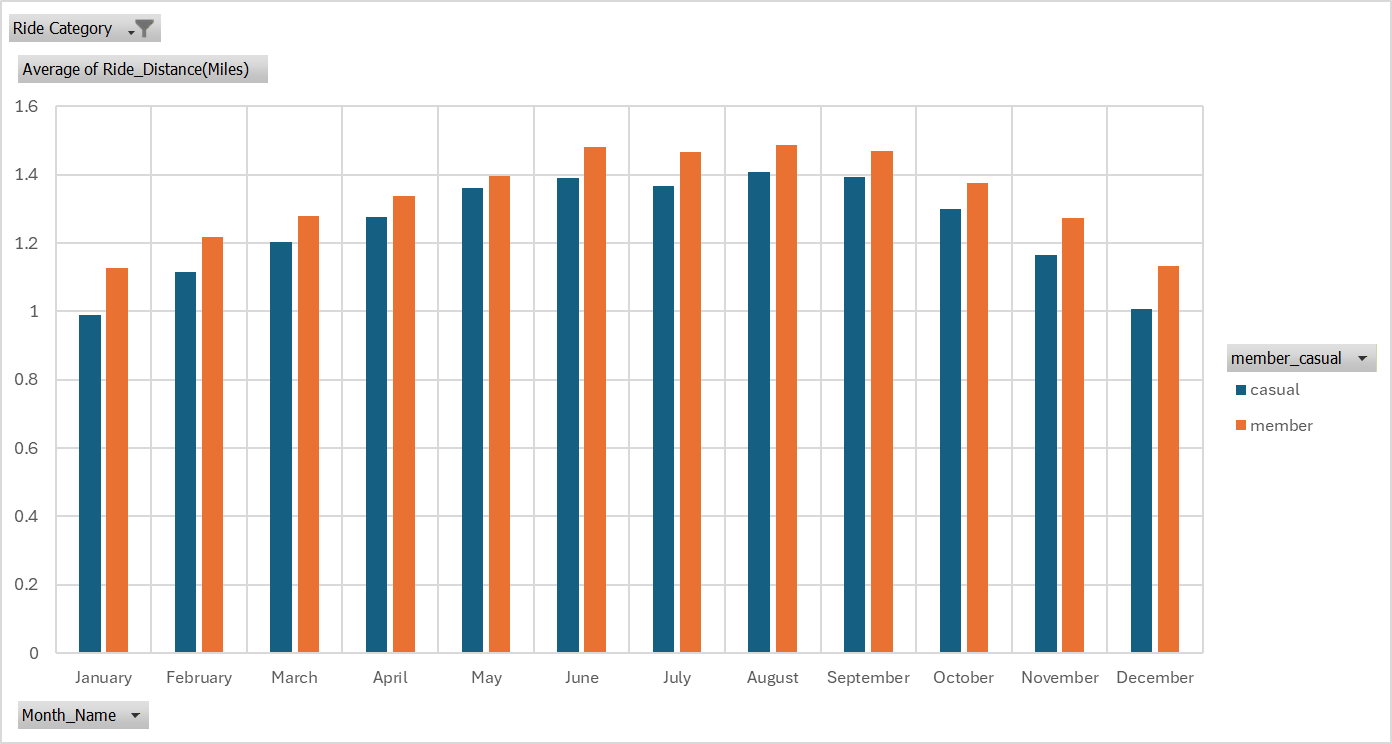 Ride Category
Average of Ride_Distance(Miles)
1.6
1.4
1.2
1
0.8
0.6
0.4
0.2
0
January February March April May June July August September October November December
member_casual
casual
member
Month_Name